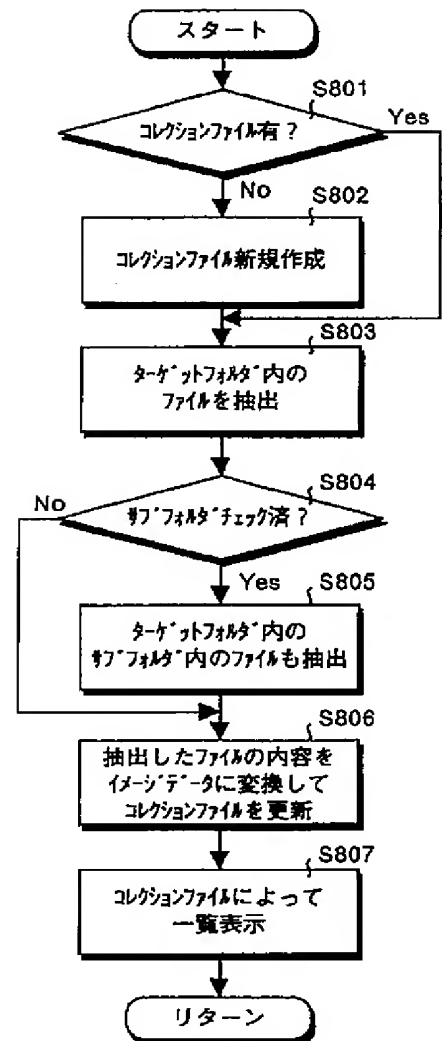 スタート
S801
コレクションファイル有？
Yes
No
S802
コレクションファイル新規作成
S803
ターゲットフォルダ内の
ファイルを抽出
S804
No
サブフォルダチェック済？
Yes
S805
ターゲットフォルダ内の
サブフォルダ内のファイルも抽出
S806
抽出したファイルの内容を
イメージデータに変換して
コレクションファイルを更新
S807
コレクションファイルによって
一覧表示
リターン